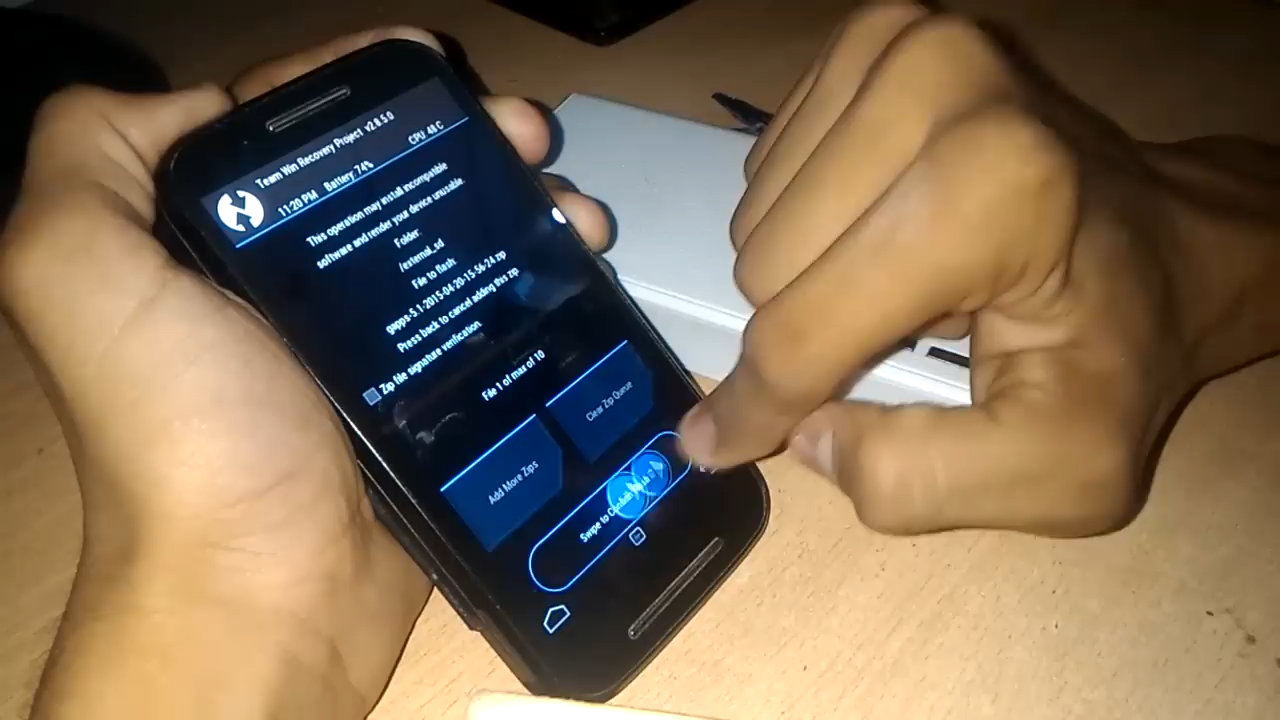 Team Win Recovery Project v2.8.5.0
11:20 PM Battery: 74% CPU: 48 C
This operation may install incompatible
software and render your device unusable.
Folder:
/external_sd
File to flash:
gapps-5.1-2015-04-20-15-56-24.zip
Press back to cancel adding this zip
Zip file signature verification.
File 1 of max of 10
Add More Zips
Clear Zip Queue
Swipe to Confirm Flash